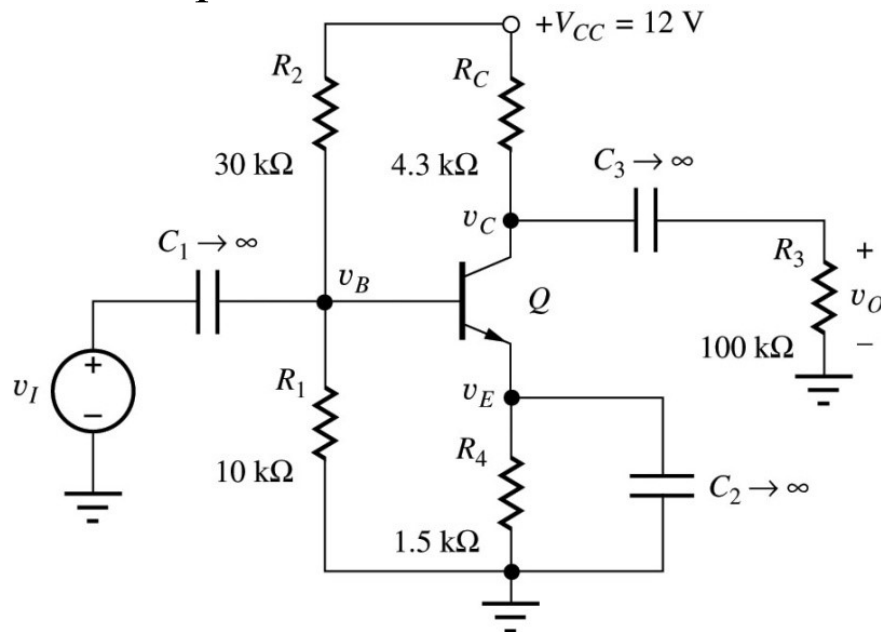 +V_CC = 12 V
R_2
R_C
30 kΩ
4.3 kΩ
C_3 → ∞
v_C
C_1 → ∞
R_3
+
v_B
Q
v_O
100 kΩ
−
+
v_I
−
R_1
v_E
R_4
10 kΩ
C_2 → ∞
1.5 kΩ